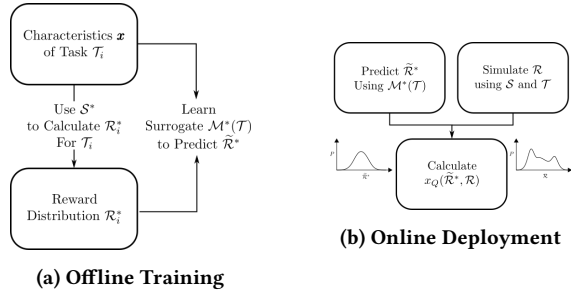 Characteristics 𝒙
of Task 𝒯ᵢ
Use 𝒮*
to Calculate ℛᵢ*
For 𝒯ᵢ
Learn
Surrogate ℳ*(𝒯)
to Predict ℛ̃*
Reward
Distribution ℛᵢ*
(a) Offline Training
Predict ℛ̃*
Using ℳ*(𝒯)
Simulate ℛ
using 𝒮 and 𝒯
P
ℛ̃*
Calculate
x_Q(ℛ̃*, ℛ)
P
ℛ
(b) Online Deployment